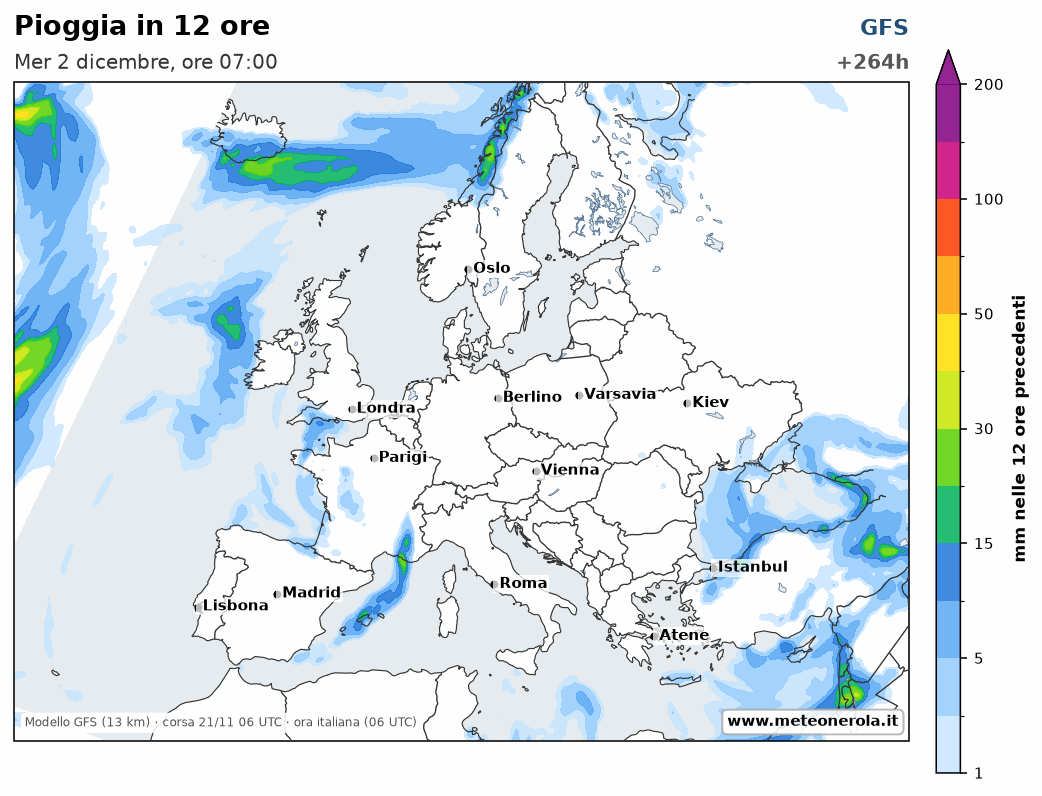 Pioggia in 12 ore
GFS
Mer 2 dicembre, ore 07:00
+264h
200
100
50
30
15
5
1
mm nelle 12 ore precedenti
Oslo
Londra
Berlino
Varsavia
Kiev
Parigi
Vienna
Istanbul
Roma
Madrid
Lisbona
Atene
Modello GFS (13 km) · corsa 21/11 06 UTC · ora italiana (06 UTC)
www.meteonerola.it